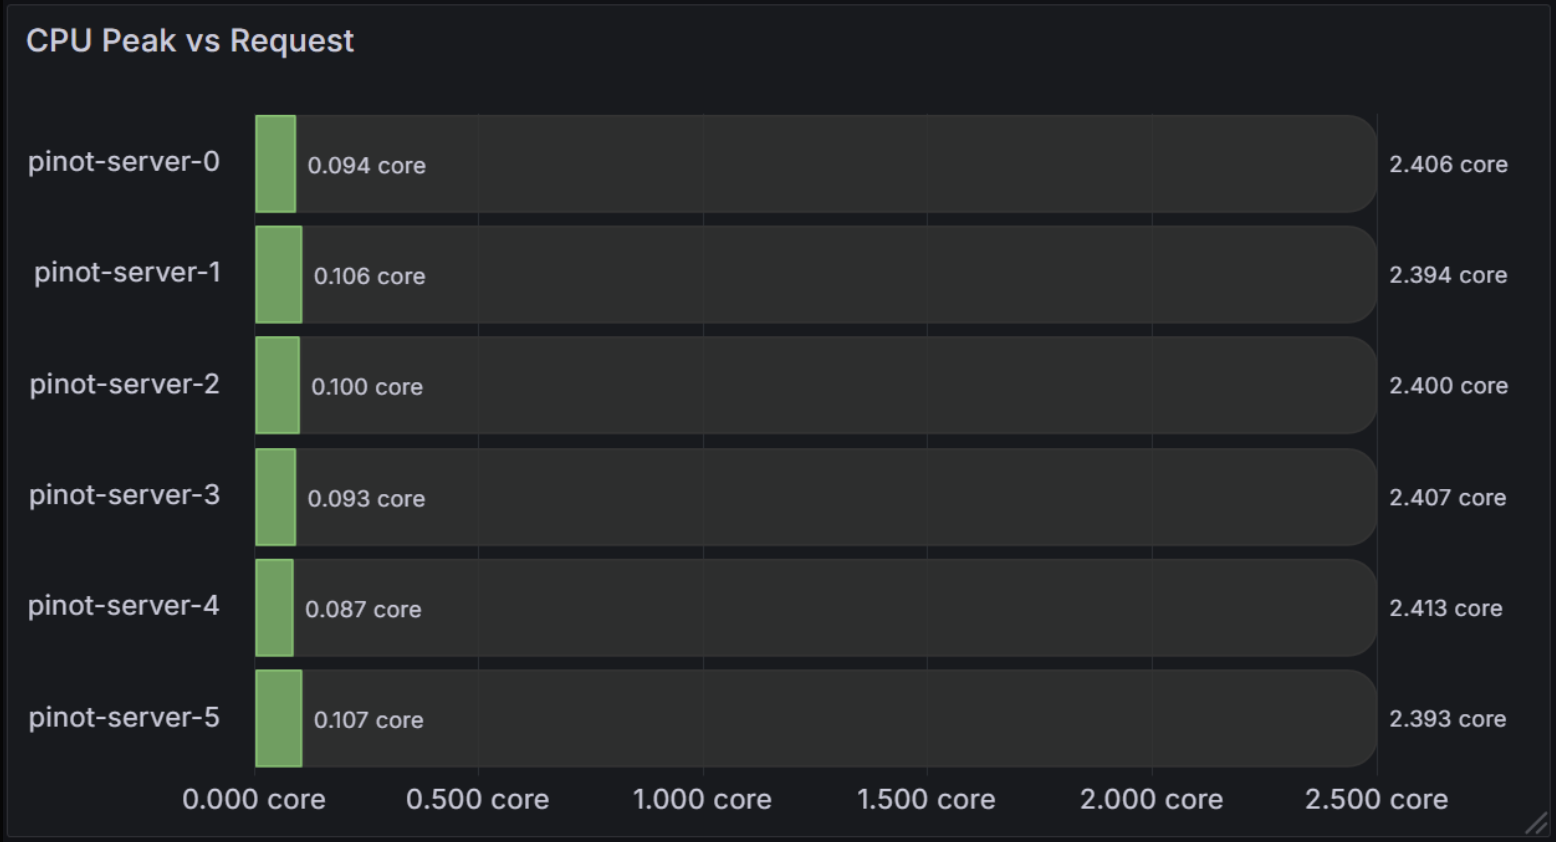 CPU Peak vs Request
pinot-server-0 0.094 core 2.406 core
pinot-server-1 0.106 core 2.394 core
pinot-server-2 0.100 core 2.400 core
pinot-server-3 0.093 core 2.407 core
pinot-server-4 0.087 core 2.413 core
pinot-server-5 0.107 core 2.393 core
0.000 core 0.500 core 1.000 core 1.500 core 2.000 core 2.500 core